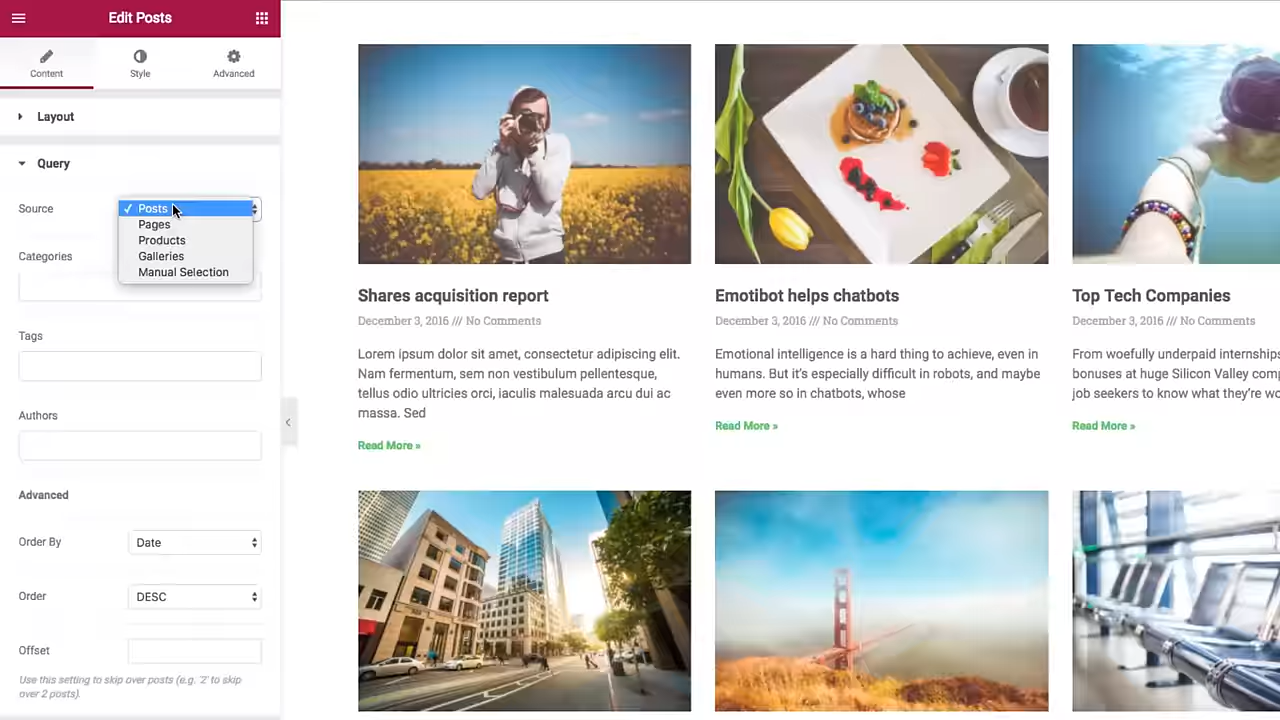 Edit Posts
Content
Style
Advanced
Layout
Query
Source
✓ Posts
Pages
Products
Galleries
Manual Selection
Categories
Tags
Authors
Advanced
Order By
Date
Order
DESC
Offset
Use this setting to skip over posts (e.g. '2' to skip
over 2 posts).
Shares acquisition report
December 3, 2016 /// No Comments
Lorem ipsum dolor sit amet, consectetur adipiscing elit.
Nam fermentum, sem non vestibulum pellentesque,
tellus odio ultricies orci, iaculis malesuada arcu dui ac
massa. Sed
Read More »
Emotibot helps chatbots
December 3, 2016 /// No Comments
Emotional intelligence is a hard thing to achieve, even in
humans. But it's especially difficult in robots, and maybe
even more so in chatbots, whose
Read More »
Top Tech Companies
December 3, 2016 /// No Comments
From woefully underpaid internships
bonuses at huge Silicon Valley com
job seekers to know what they're wo
Read More »